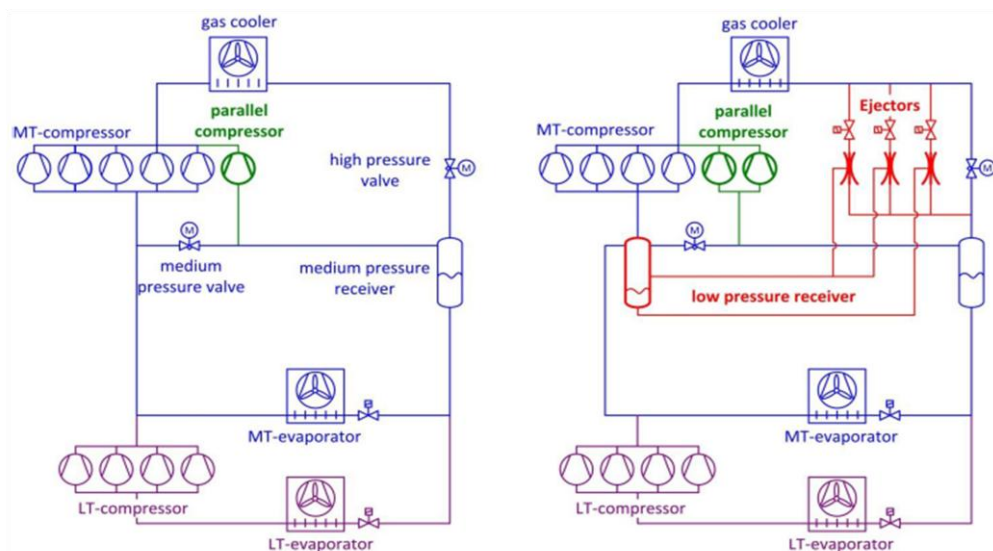 gas cooler
parallel
compressor
MT-compressor
high pressure
valve
M
M
medium
pressure valve
medium pressure
receiver
MT-evaporator
LT-compressor
LT-evaporator
gas cooler
Ejectors
parallel
compressor
MT-compressor
M
M
low pressure receiver
MT-evaporator
LT-compressor
LT-evaporator